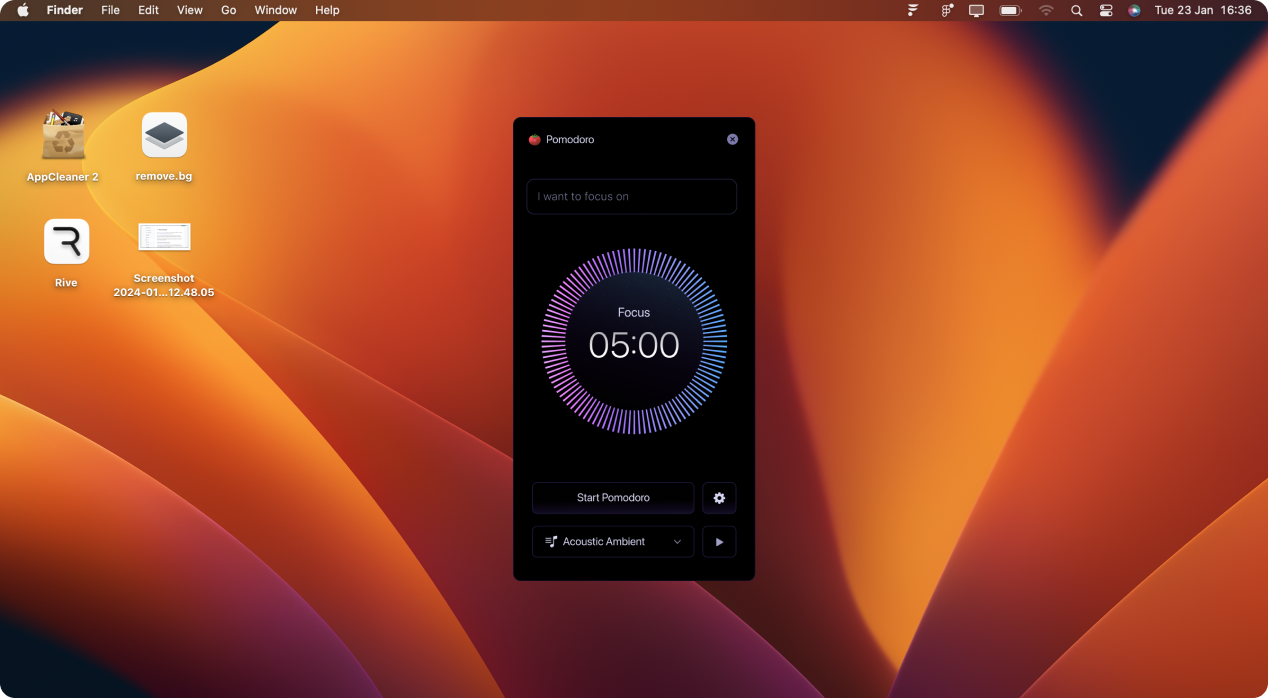 Finder File Edit View Go Window Help
Tue 23 Jan 16:36
AppCleaner 2
remove.bg
Rive
Screenshot
2024-01...12.48.05
Pomodoro
I want to focus on
Focus
05:00
Start Pomodoro
Acoustic Ambient